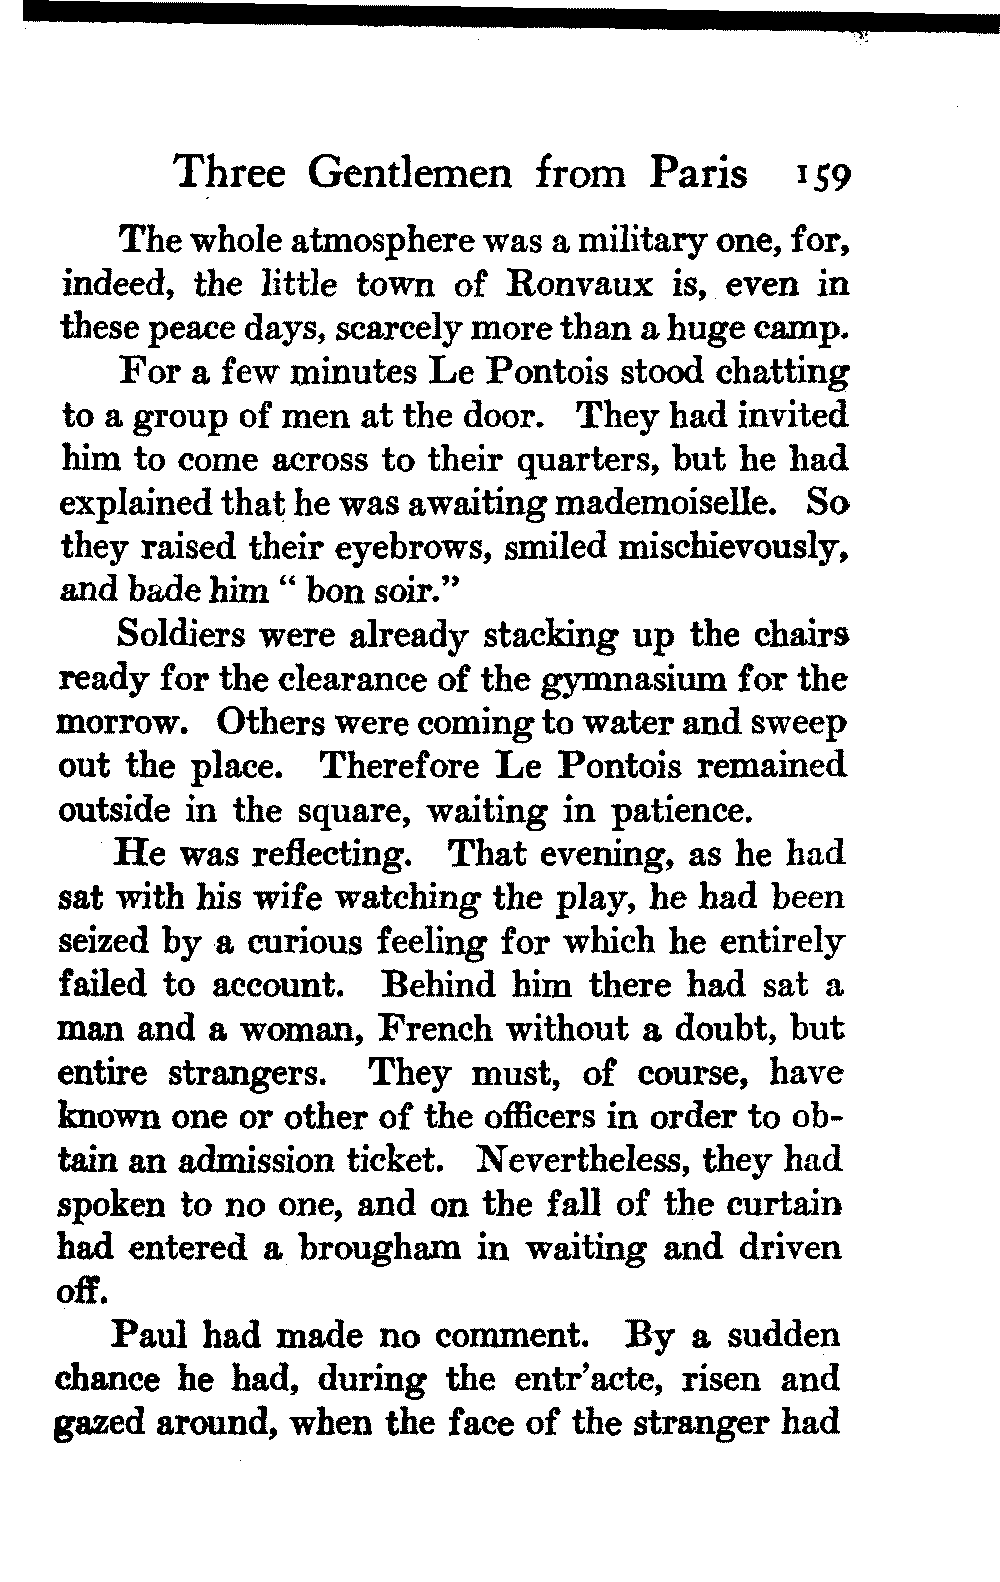 Three Gentlemen from Paris 159
The whole atmosphere was a military one, for,
indeed, the little town of Ronvaux is, even in
these peace days, scarcely more than a huge camp.
For a few minutes Le Pontois stood chatting
to a group of men at the door. They had invited
him to come across to their quarters, but he had
explained that he was awaiting mademoiselle. So
they raised their eyebrows, smiled mischievously,
and bade him “ bon soir.”
Soldiers were already stacking up the chairs
ready for the clearance of the gymnasium for the
morrow. Others were coming to water and sweep
out the place. Therefore Le Pontois remained
outside in the square, waiting in patience.
He was reflecting. That evening, as he had
sat with his wife watching the play, he had been
seized by a curious feeling for which he entirely
failed to account. Behind him there had sat a
man and a woman, French without a doubt, but
entire strangers. They must, of course, have
known one or other of the officers in order to ob-
tain an admission ticket. Nevertheless, they had
spoken to no one, and on the fall of the curtain
had entered a brougham in waiting and driven
off.
Paul had made no comment. By a sudden
chance he had, during the entr’acte, risen and
gazed around, when the face of the stranger had